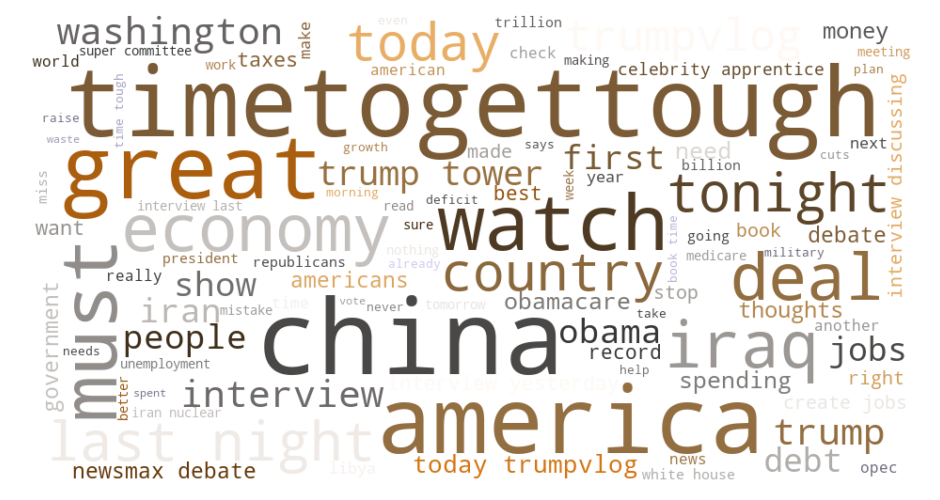 even
trillion
washington
today
trumpvlog
money
super committee
make
check
meeting
world
work
taxes
american
making
celebrity apprentice
plan
timetogettough
time tough
raise
waste
growth
made
says
first
need
next
cuts
great
trump tower
billion
interview discussing
miss
morning
best
week
year
tonight
interview last
read
deficit
want
economy
watch
sure
going
book
debate
must
president
republicans
nothing
already
book time
medicare
military
really
show
americans
country
deal
government
iran
mistake
time
vote
never
tomorrow
obamacare
stop
thoughts
take
another
people
china
obama
iraq
jobs
needs
unemployment
record
help
better
spent
interview
interview yesterday
spending
right
iran nuclear
america
create jobs
last night
trump
newsmax debate
libya
today trumpvlog
news
white house
debt
opec